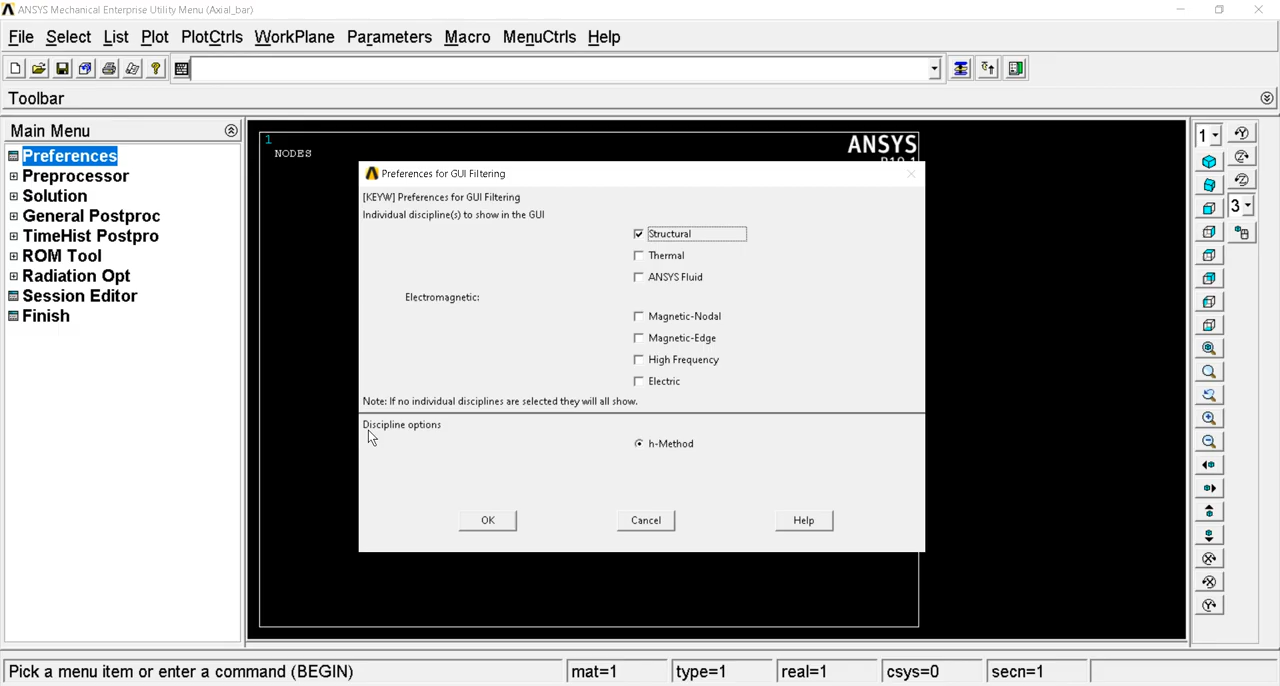 ANSYS Mechanical Enterprise Utility Menu (Axial_bar)
File Select List Plot PlotCtrls WorkPlane Parameters Macro MenuCtrls Help
Toolbar
Main Menu
Preferences
Preprocessor
Solution
General Postproc
TimeHist Postpro
ROM Tool
Radiation Opt
Session Editor
Finish
1
NODES
ANSYS
Preferences for GUI Filtering
[KEYW] Preferences for GUI Filtering
Individual discipline(s) to show in the GUI
Structural
Thermal
ANSYS Fluid
Electromagnetic:
Magnetic-Nodal
Magnetic-Edge
High Frequency
Electric
Note: If no individual disciplines are selected they will all show.
Discipline options
h-Method
OK Cancel Help
1
3
Pick a menu item or enter a command (BEGIN) mat=1 type=1 real=1 csys=0 secn=1